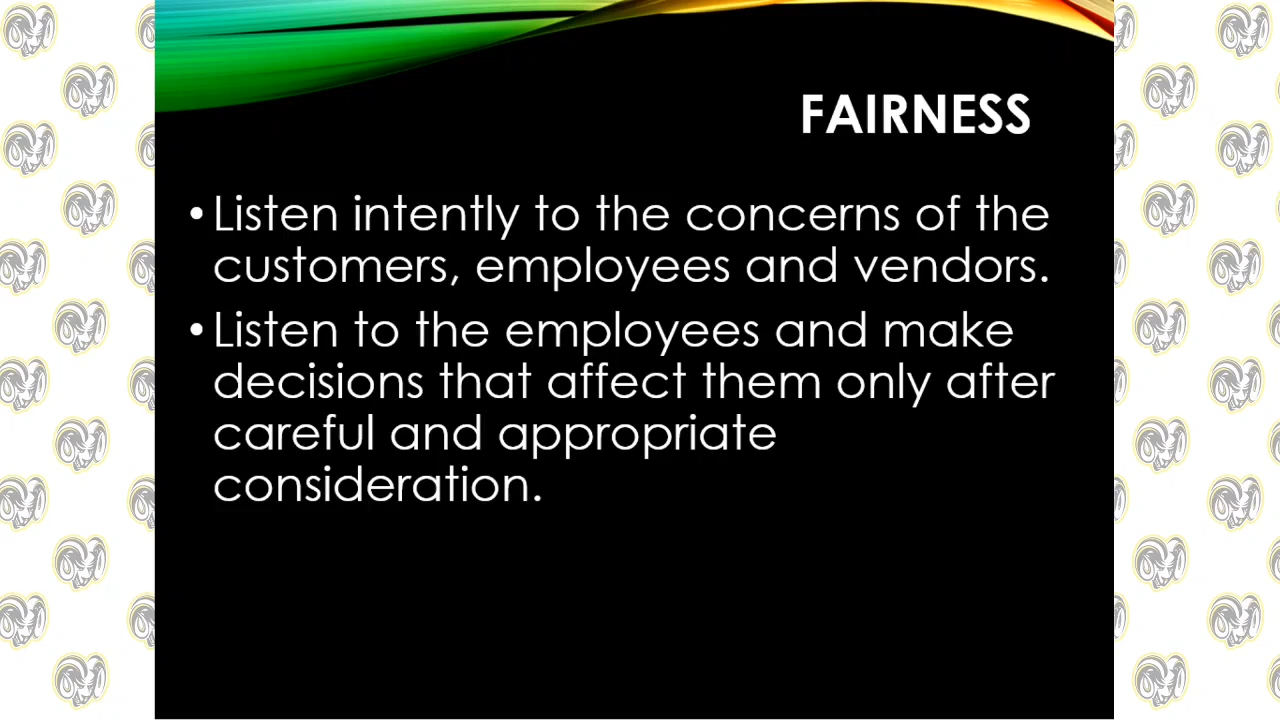 FAIRNESS
• Listen intently to the concerns of the
customers, employees and vendors.
• Listen to the employees and make
decisions that affect them only after
careful and appropriate
consideration.